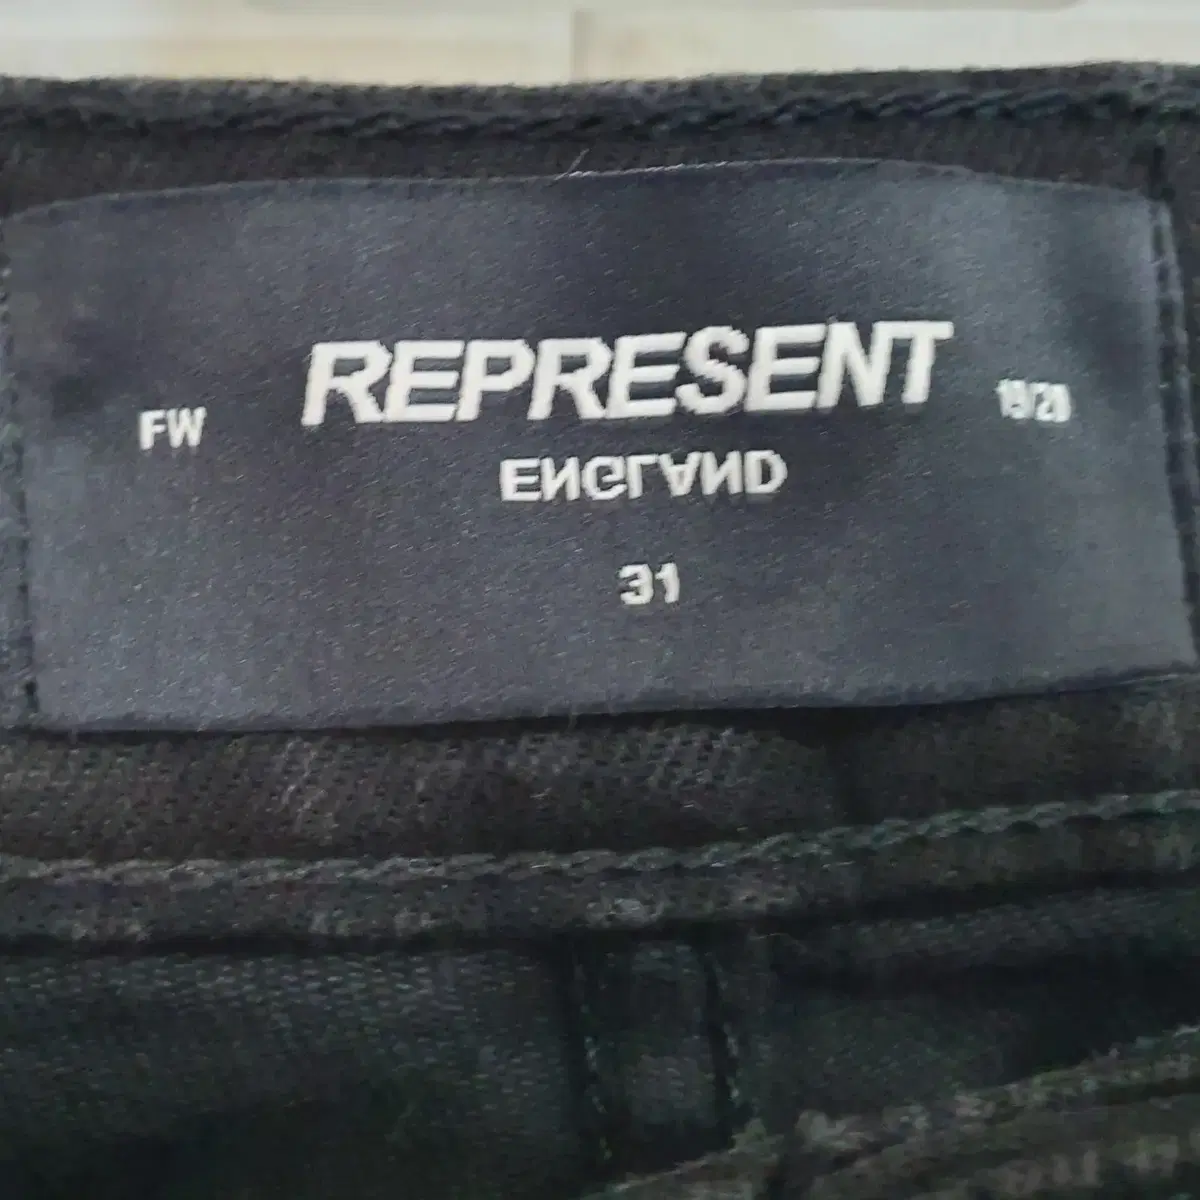 FW REPRESENT 19/20
ENGLAND
31